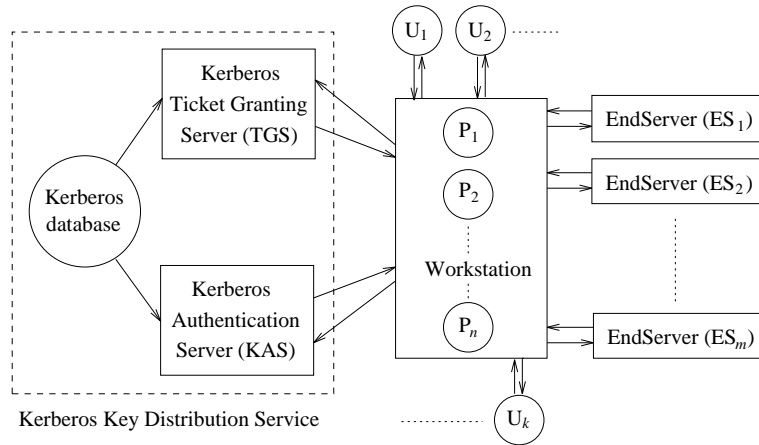 U1
U2
Kerberos
Ticket Granting
Server (TGS)
Kerberos
database
Kerberos
Authentication
Server (KAS)
Kerberos Key Distribution Service
P1
P2
Workstation
Pn
EndServer (ES1)
EndServer (ES2)
EndServer (ESm)
Uk